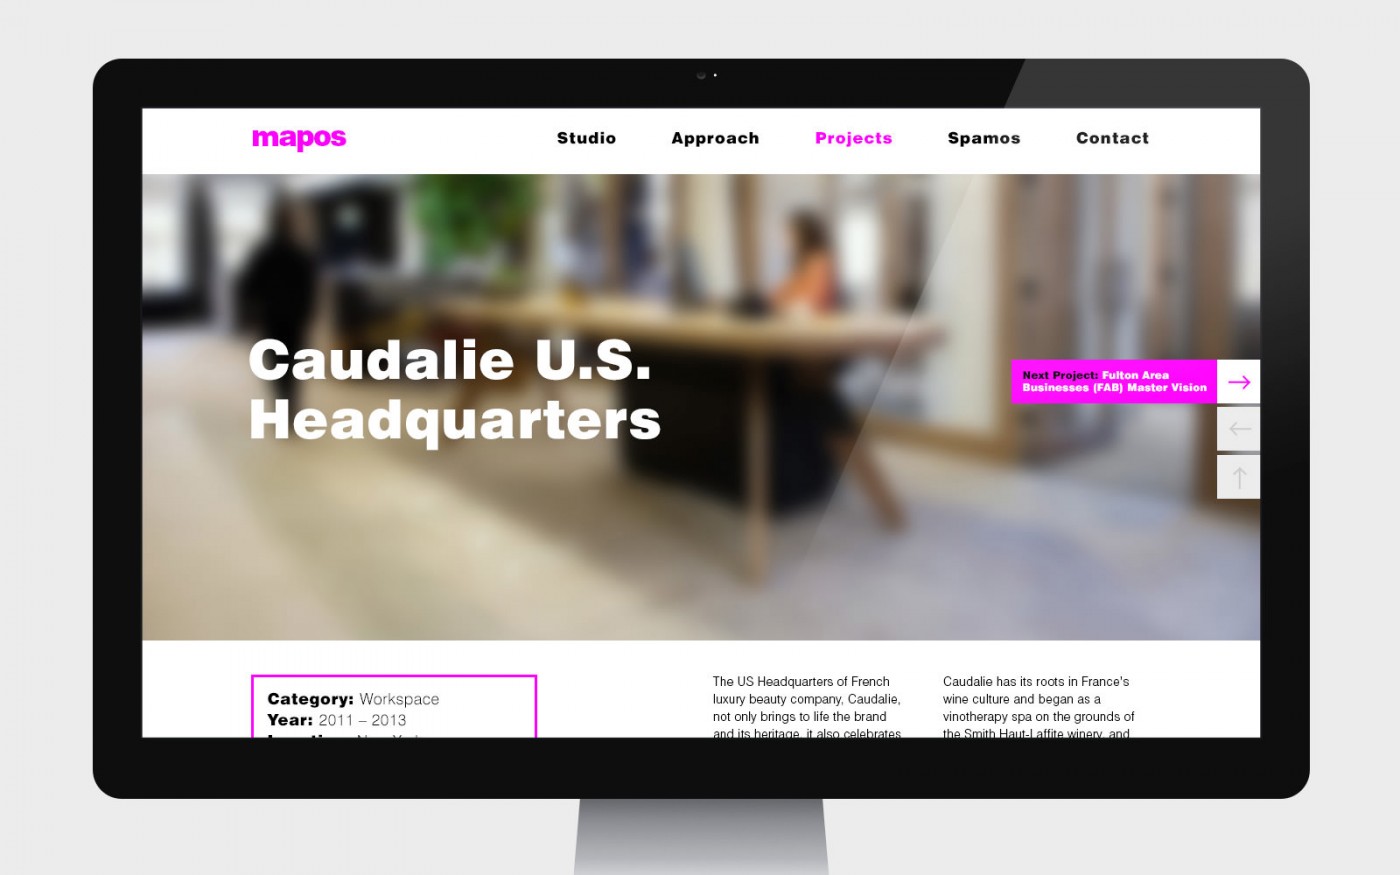 mapos
Studio Approach Projects Spamos Contact
Caudalie U.S.
Headquarters
Next Project: Fulton Area
Businesses (FAB) Master Vision
Category: Workspace
Year: 2011 – 2013
The US Headquarters of French
luxury beauty company, Caudalie,
not only brings to life the brand
and its heritage, it also celebrates
Caudalie has its roots in France's
wine culture and began as a
vinotherapy spa on the grounds of
the Smith Haut-Laffite winery, and